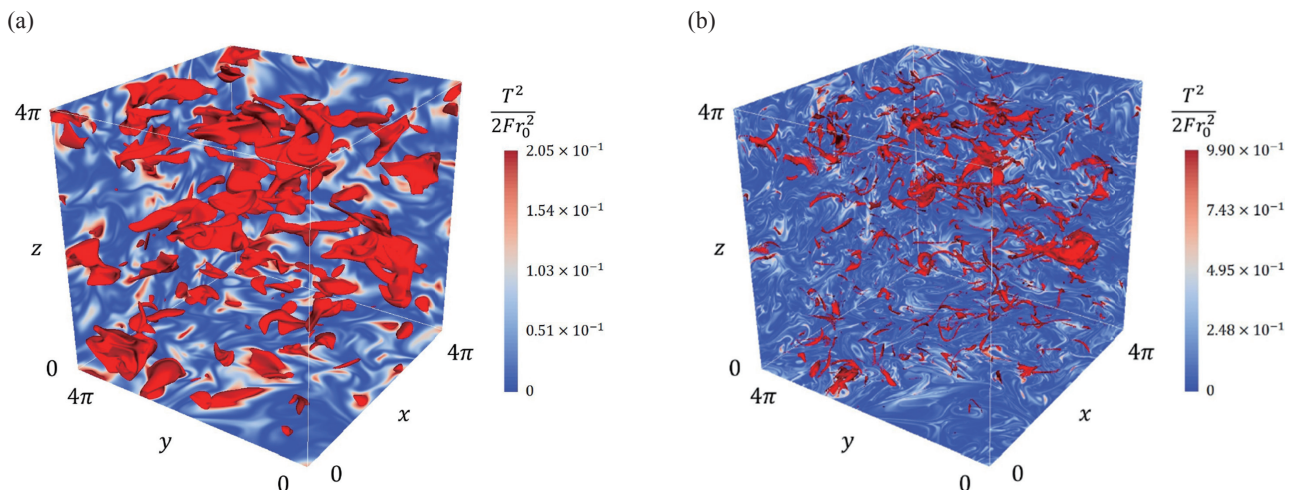 (a)
4π
z
0
4π
y
0
0
x
4π
T² / 2Fr₀²
2.05 × 10⁻¹
1.54 × 10⁻¹
1.03 × 10⁻¹
0.51 × 10⁻¹
0
(b)
4π
z
0
4π
y
0
0
x
4π
T² / 2Fr₀²
9.90 × 10⁻¹
7.43 × 10⁻¹
4.95 × 10⁻¹
2.48 × 10⁻¹
0